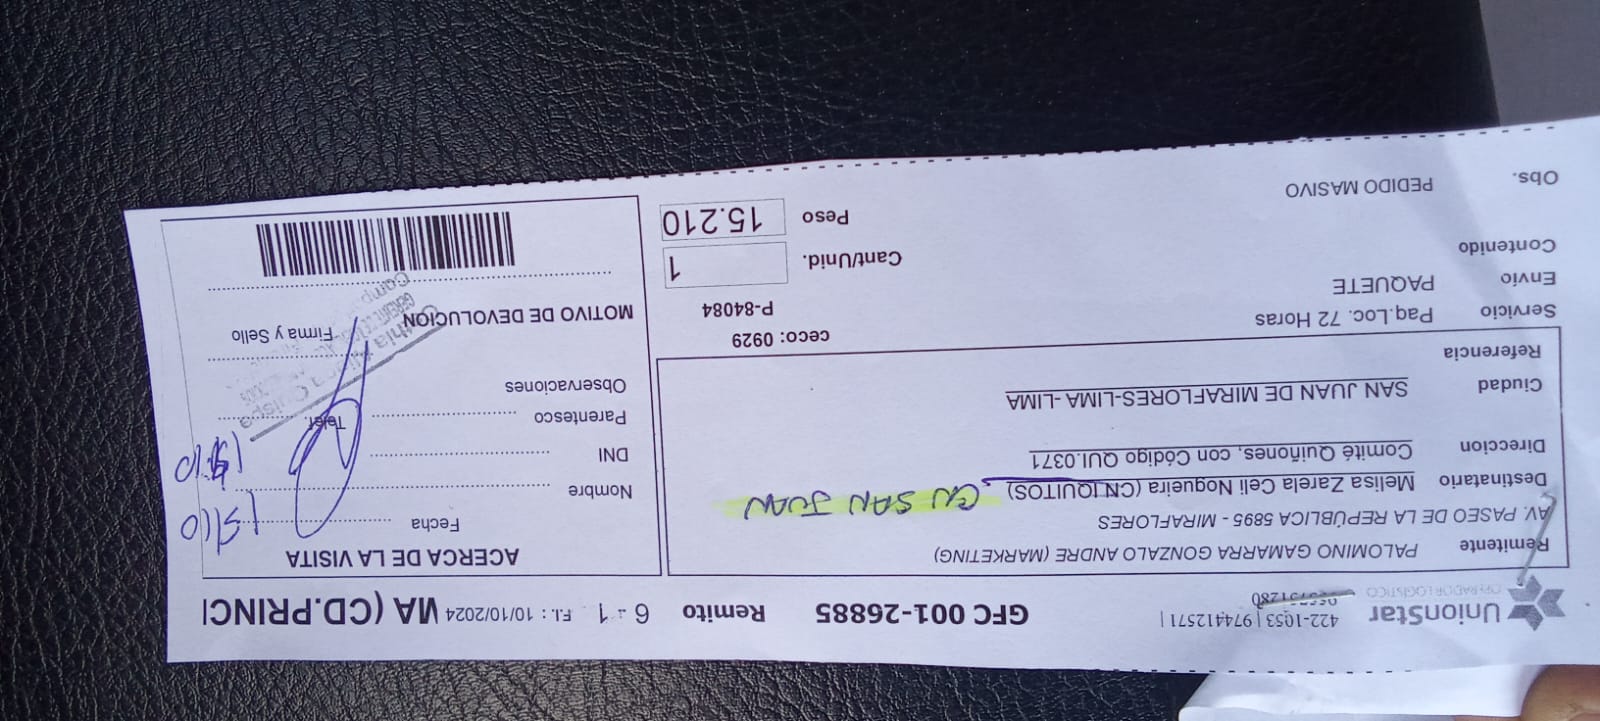 UnionStar
OPERADOR LOGÍSTICO
422-1053 | 974412571 |
GFC 001-26885
Remito 6 - 1 F.I. : 10/10/2024 MA (CD.PRINCI
Remitente PALOMINO GAMARRA GONZALO ANDRE (MARKETING)
AV. PASEO DE LA REPÚBLICA 5895 - MIRAFLORES
Destinatario Melisa Zarela Celi Nogueira (CN IQUITOS) CN SAN JUAN
Direccion Comité Quiñones, con Código QUI.0371
Ciudad SAN JUAN DE MIRAFLORES-LIMA -LIMA
Referencia
Servicio Paq.Loc. 72 Horas
ceco: 0929
Envio PAQUETE
P-84084
Contenido
Cant/Unid. 1
Obs. PEDIDO MASIVO
Peso 15.210
ACERCA DE LA VISITA
Fecha
Nombre
DNI
Parentesco Telef.
Observaciones
Firma y Sello
MOTIVO DE DEVOLUCION